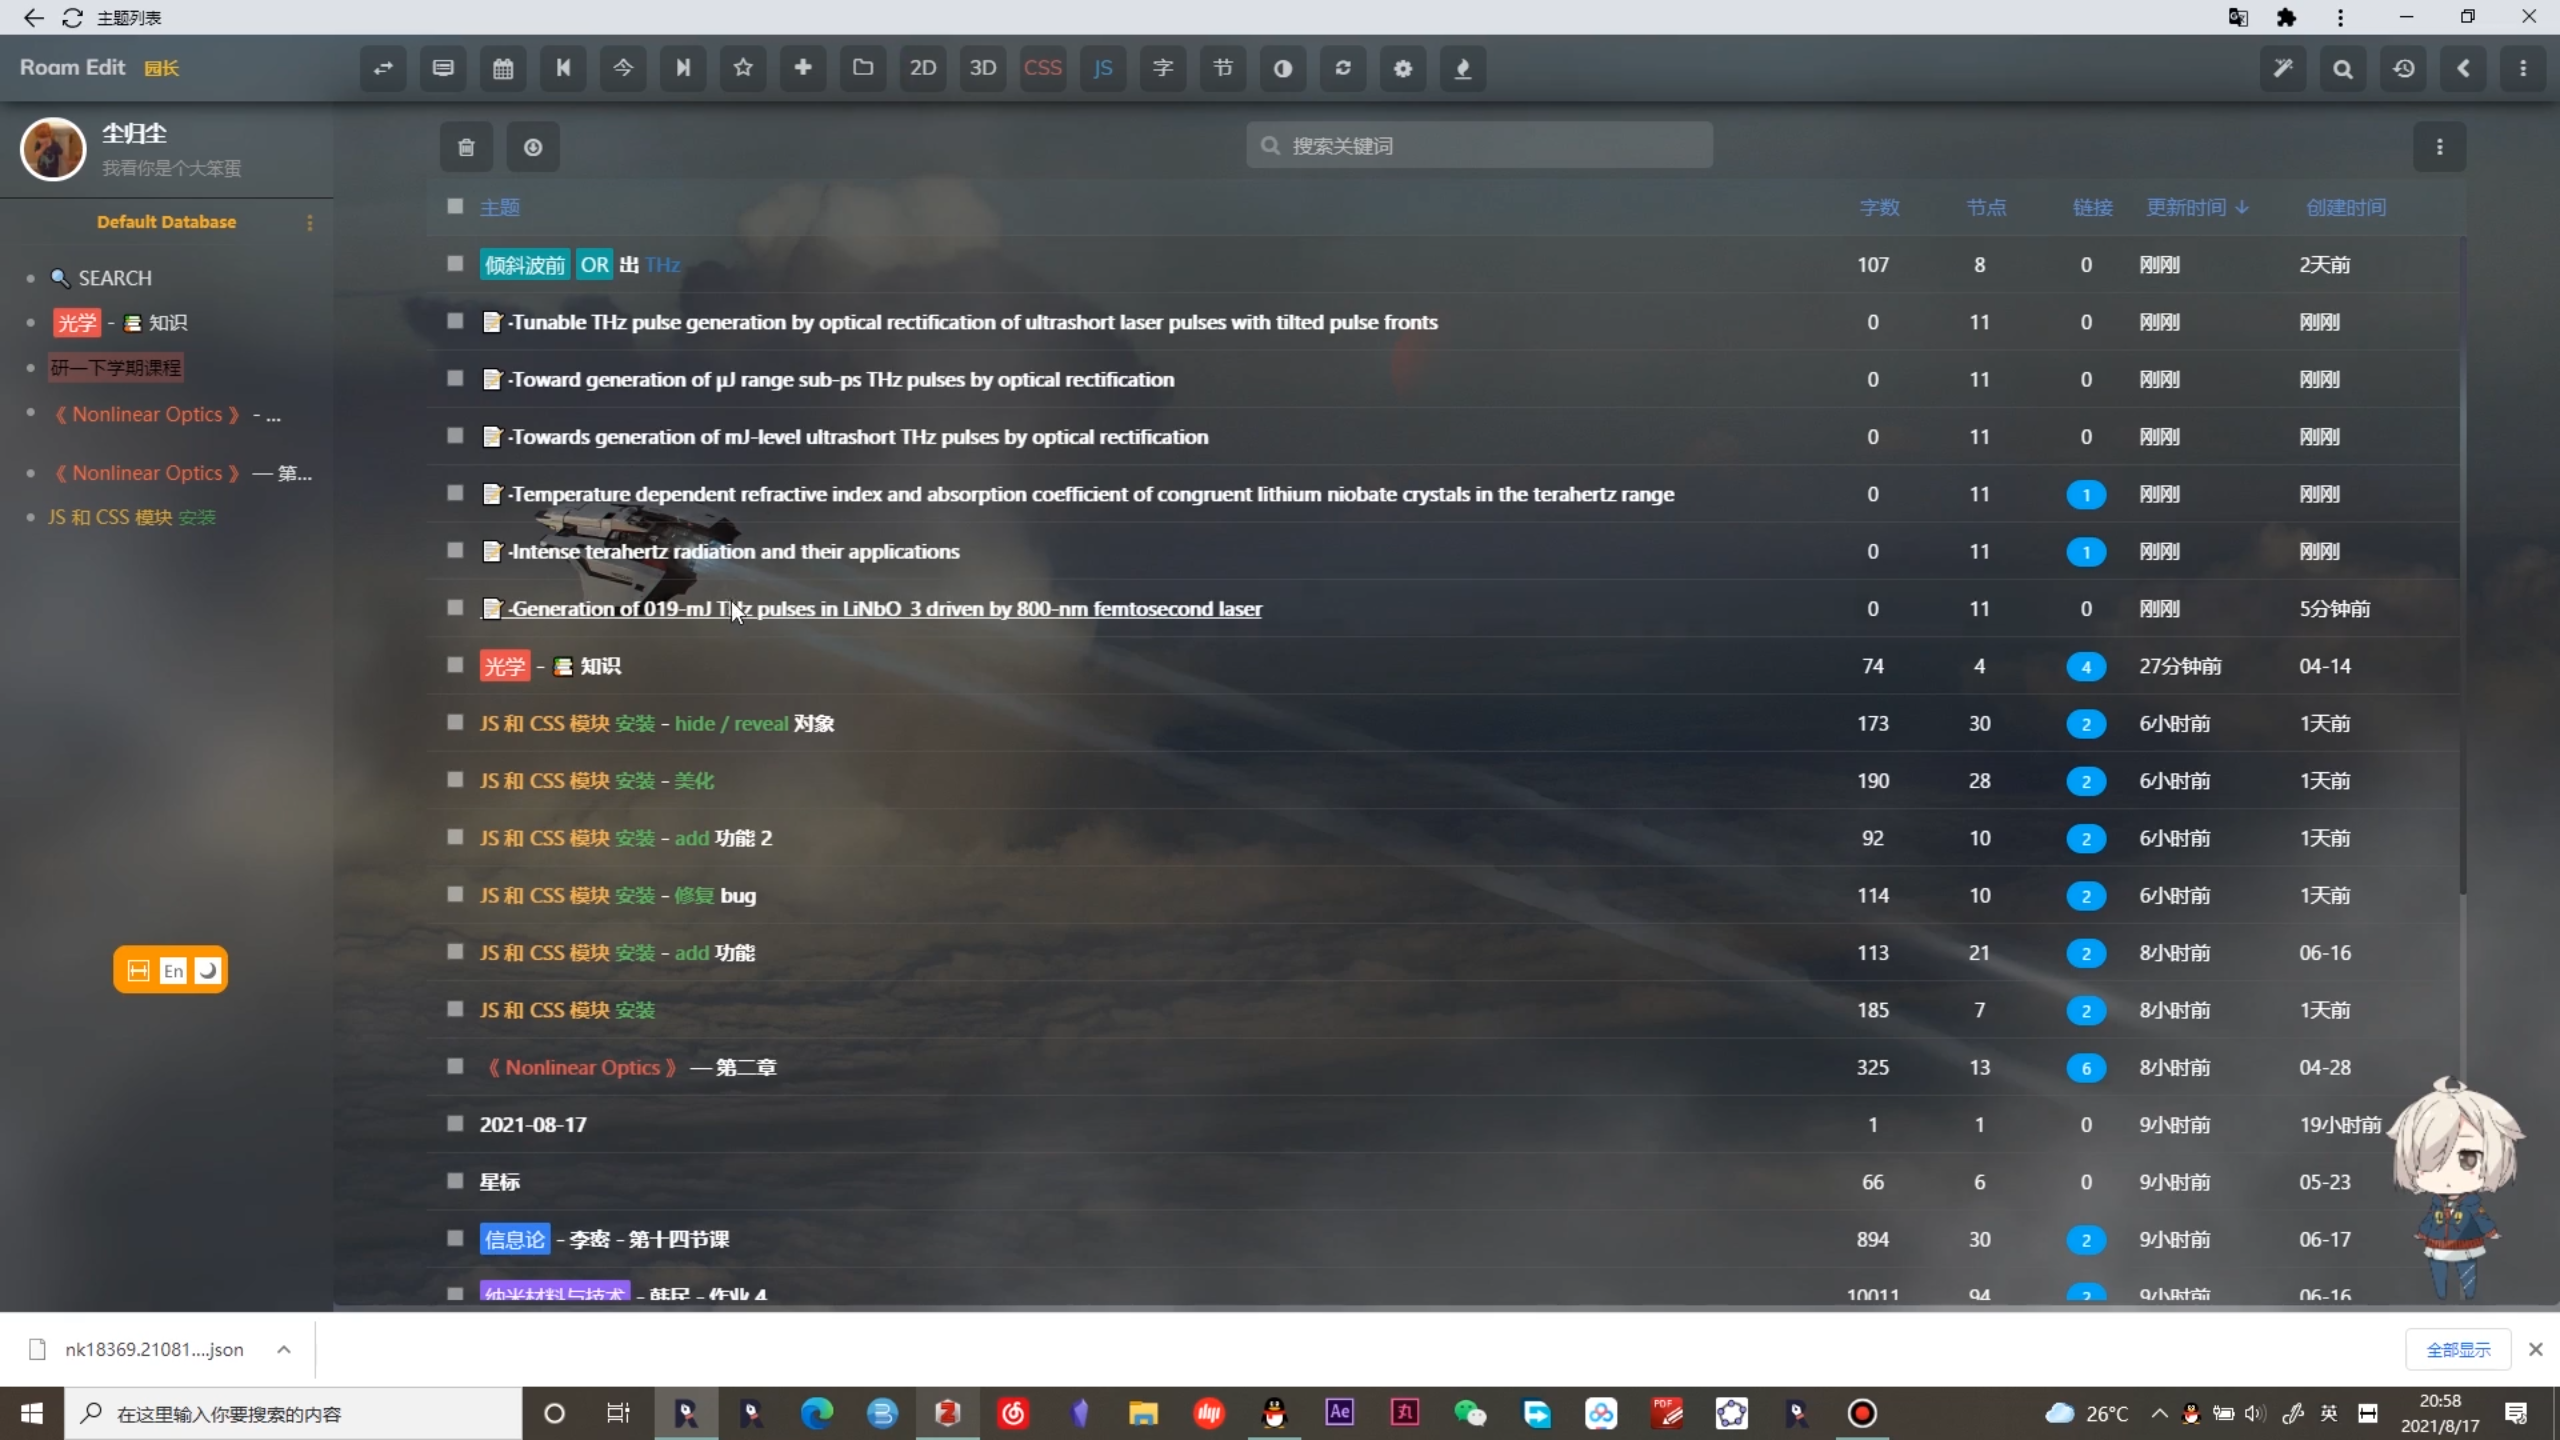 主题列表
Roam Edit 园长
2D 3D CSS JS 字 节
尘归尘
我看你是个大笨蛋
搜索关键词
Default Database
SEARCH
光学 - 知识
研一下学期课程
《 Nonlinear Optics 》 - ...
《 Nonlinear Optics 》 — 第...
JS 和 CSS 模块 安装
En
主题 字数 节点 链接 更新时间 创建时间
倾斜波前 OR 出 THz 107 8 0 刚刚 2天前
-Tunable THz pulse generation by optical rectification of ultrashort laser pulses with tilted pulse fronts 0 11 0 刚刚 刚刚
-Toward generation of μJ range sub-ps THz pulses by optical rectification 0 11 0 刚刚 刚刚
-Towards generation of mJ-level ultrashort THz pulses by optical rectification 0 11 0 刚刚 刚刚
-Temperature dependent refractive index and absorption coefficient of congruent lithium niobate crystals in the terahertz range 0 11 1 刚刚 刚刚
-Intense terahertz radiation and their applications 0 11 1 刚刚 刚刚
-Generation of 019-mJ THz pulses in LiNbO 3 driven by 800-nm femtosecond laser 0 11 0 刚刚 5分钟前
光学 - 知识 74 4 4 27分钟前 04-14
JS 和 CSS 模块 安装 - hide / reveal 对象 173 30 2 6小时前 1天前
JS 和 CSS 模块 安装 - 美化 190 28 2 6小时前 1天前
JS 和 CSS 模块 安装 - add 功能 2 92 10 2 6小时前 1天前
JS 和 CSS 模块 安装 - 修复 bug 114 10 2 6小时前 1天前
JS 和 CSS 模块 安装 - add 功能 113 21 2 8小时前 06-16
JS 和 CSS 模块 安装 185 7 2 8小时前 1天前
《 Nonlinear Optics 》 — 第二章 325 13 6 8小时前 04-28
2021-08-17 1 1 0 9小时前 19小时前
星标 66 6 0 9小时前 05-23
信息论 - 李密 - 第十四节课 894 30 2 9小时前 06-17
纳米材料与技术 - 韩民 - 作业 4 10011 94 2 9小时前 06-16
nk18369.21081....json
全部显示
在这里输入你要搜索的内容
Ae
PDF
26°C
英
20:58
2021/8/17